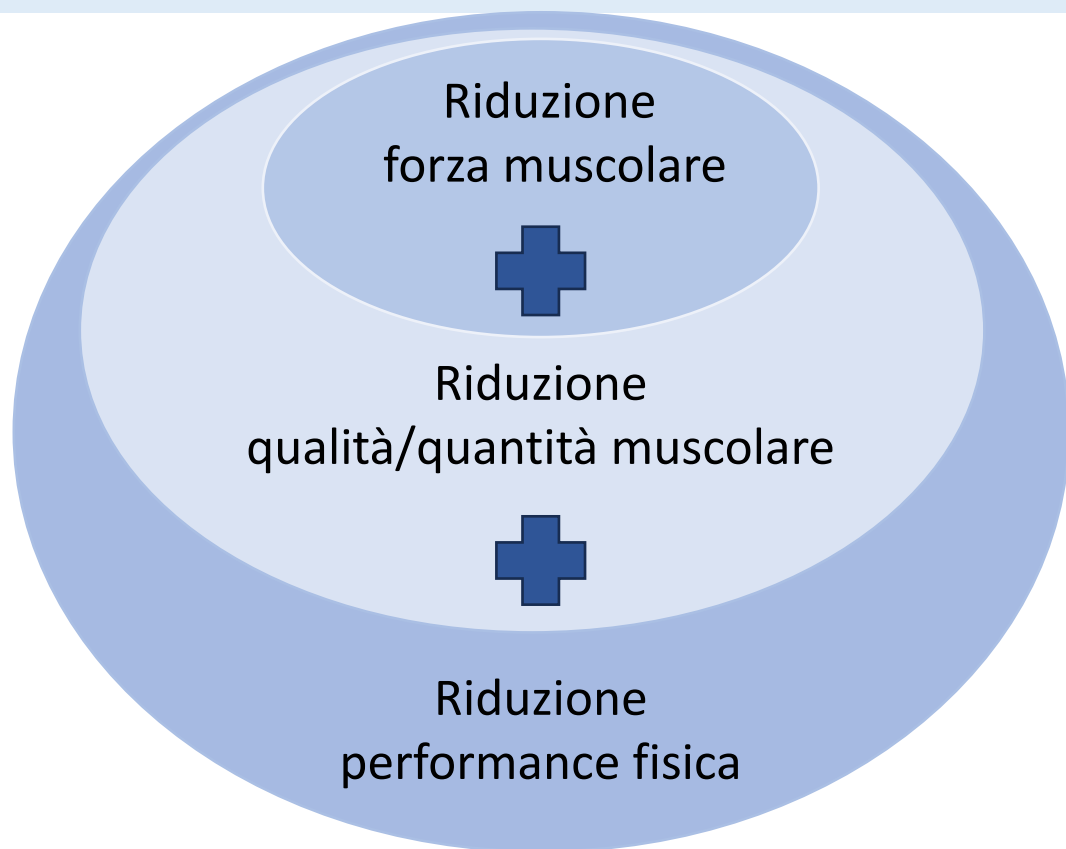 Riduzione
forza muscolare
Riduzione
qualità/quantità muscolare
Riduzione
performance fisica